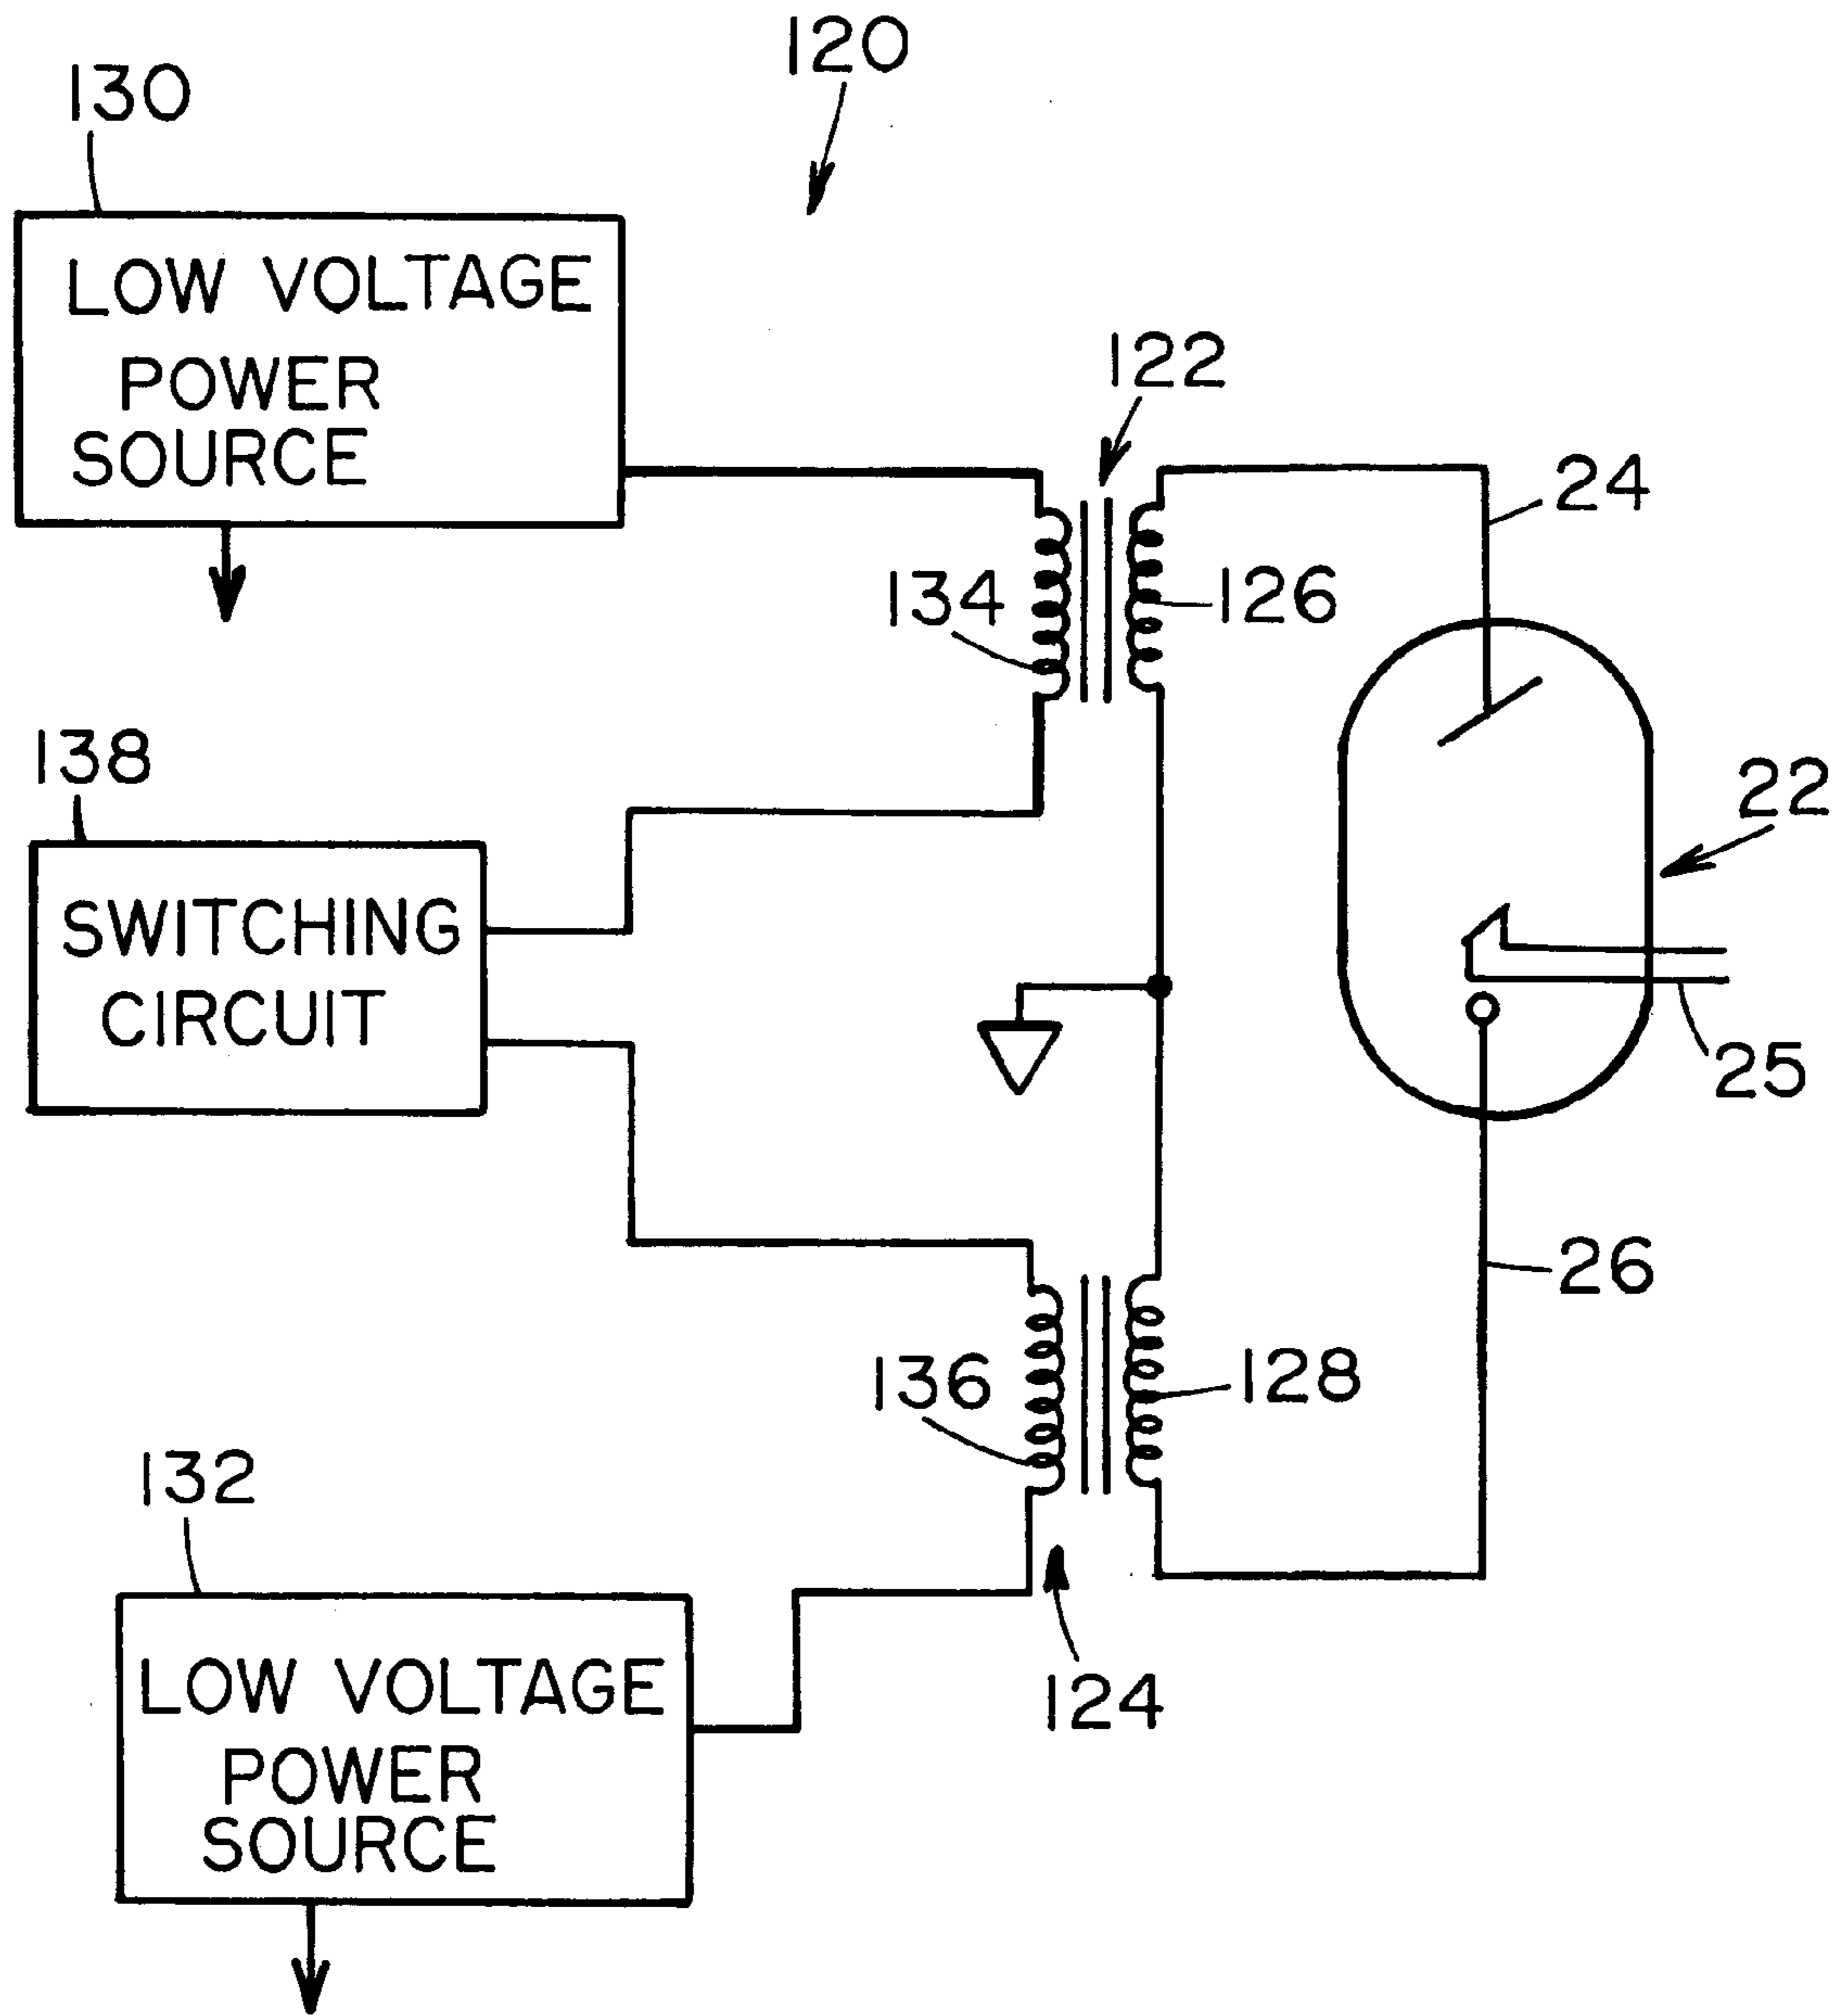 120
130
LOW VOLTAGE
POWER
SOURCE
122
24
134
126
138
22
SWITCHING
CIRCUIT
25
26
136
128
132
LOW VOLTAGE
POWER
SOURCE
124